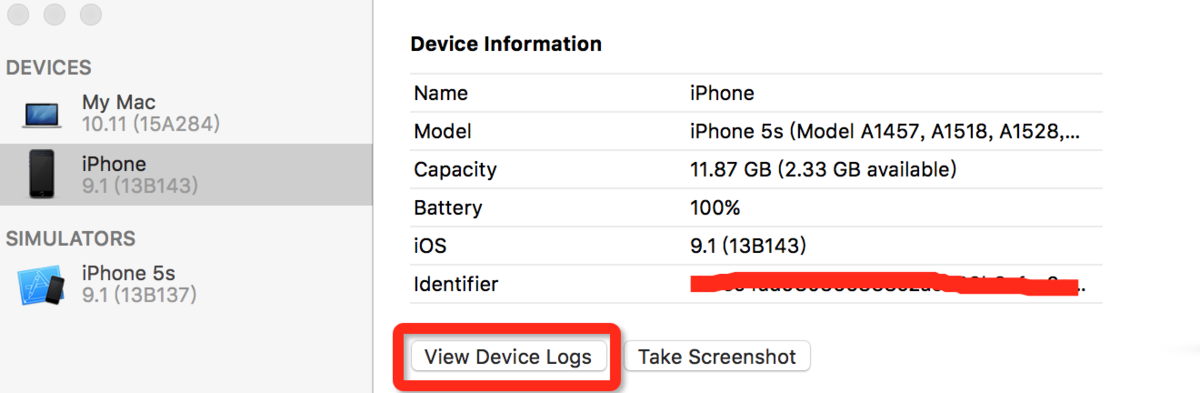 DEVICES
My Mac
10.11 (15A284)
iPhone
9.1 (13B143)
SIMULATORS
iPhone 5s
9.1 (13B137)
Device Information
Name iPhone
Model iPhone 5s (Model A1457, A1518, A1528,...
Capacity 11.87 GB (2.33 GB available)
Battery 100%
iOS 9.1 (13B143)
Identifier
View Device Logs Take Screenshot